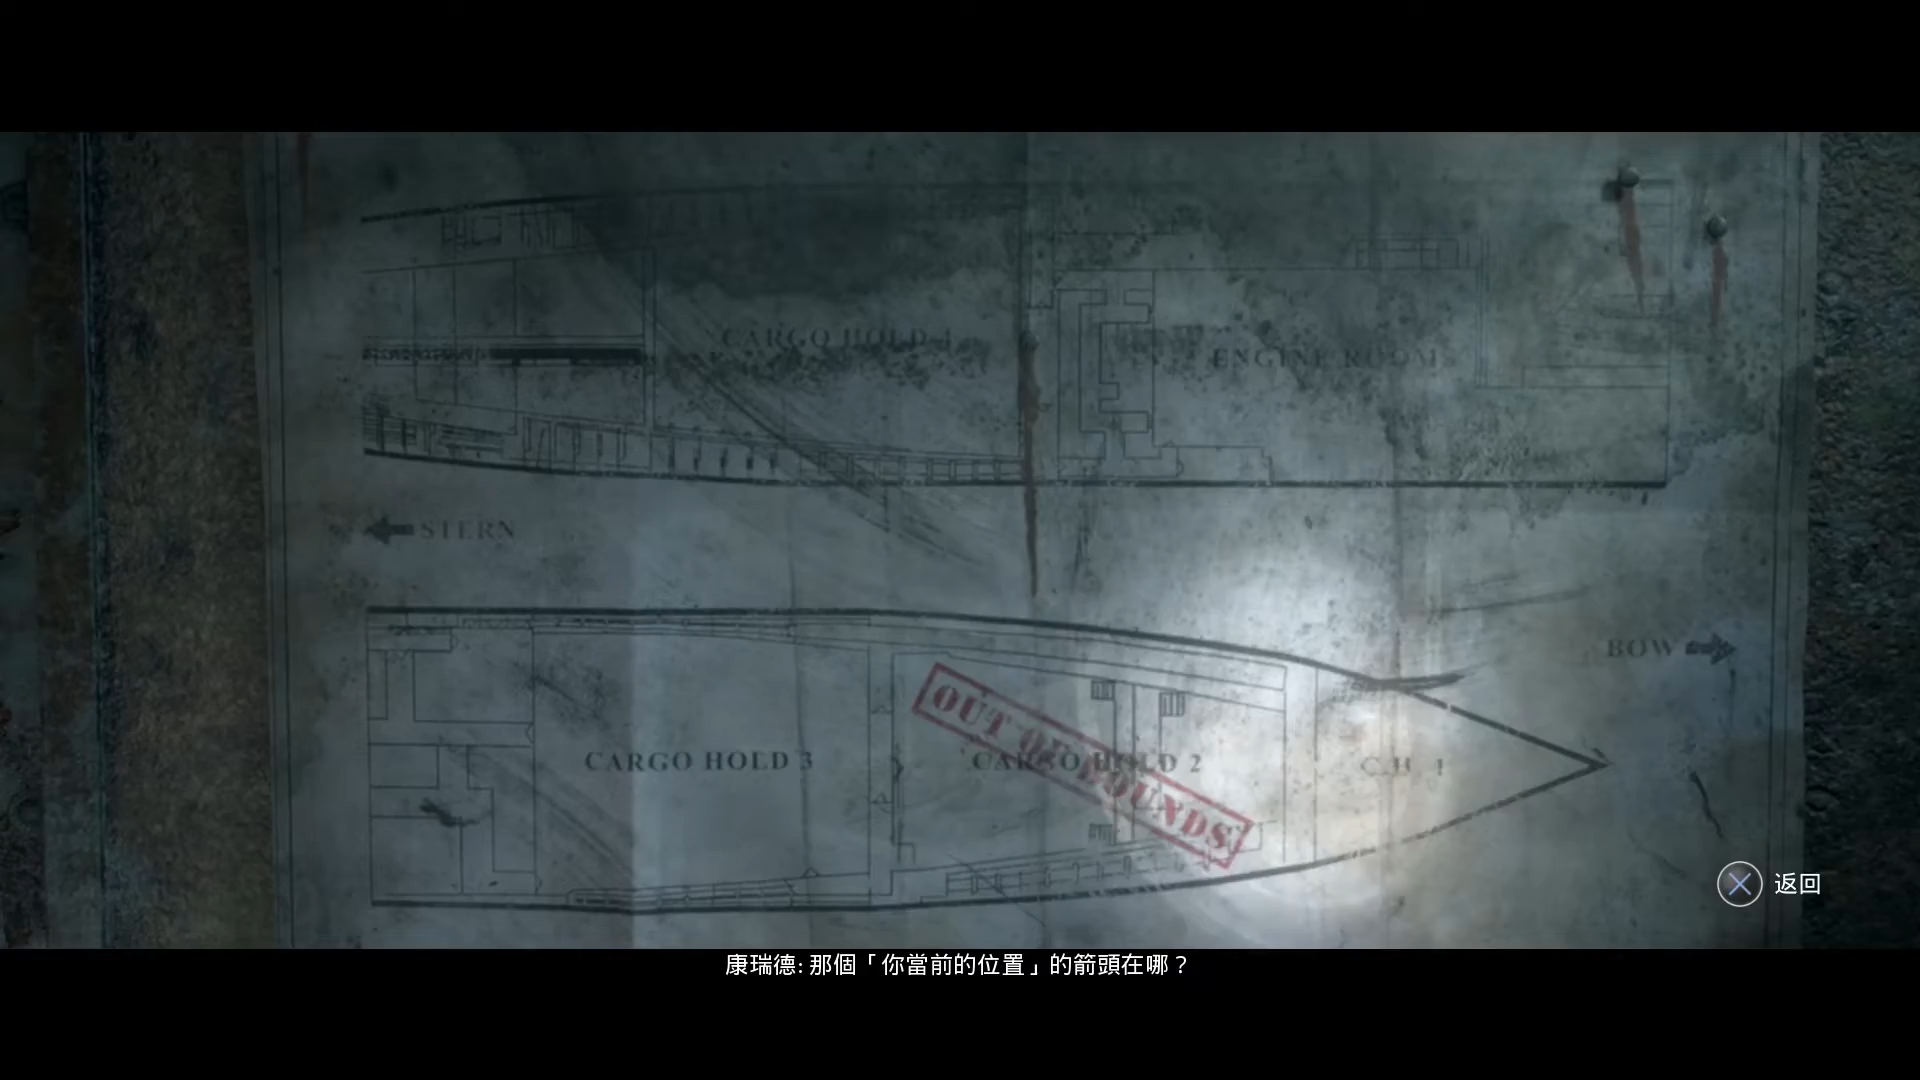 CARGO HOLD 4
ENGINE ROOM
STERN
BOW
OUT OF BOUNDS
CARGO HOLD 3
CARGO HOLD 2
C.H. 1
返回
康瑞德: 那個「你當前的位置」的箭頭在哪？